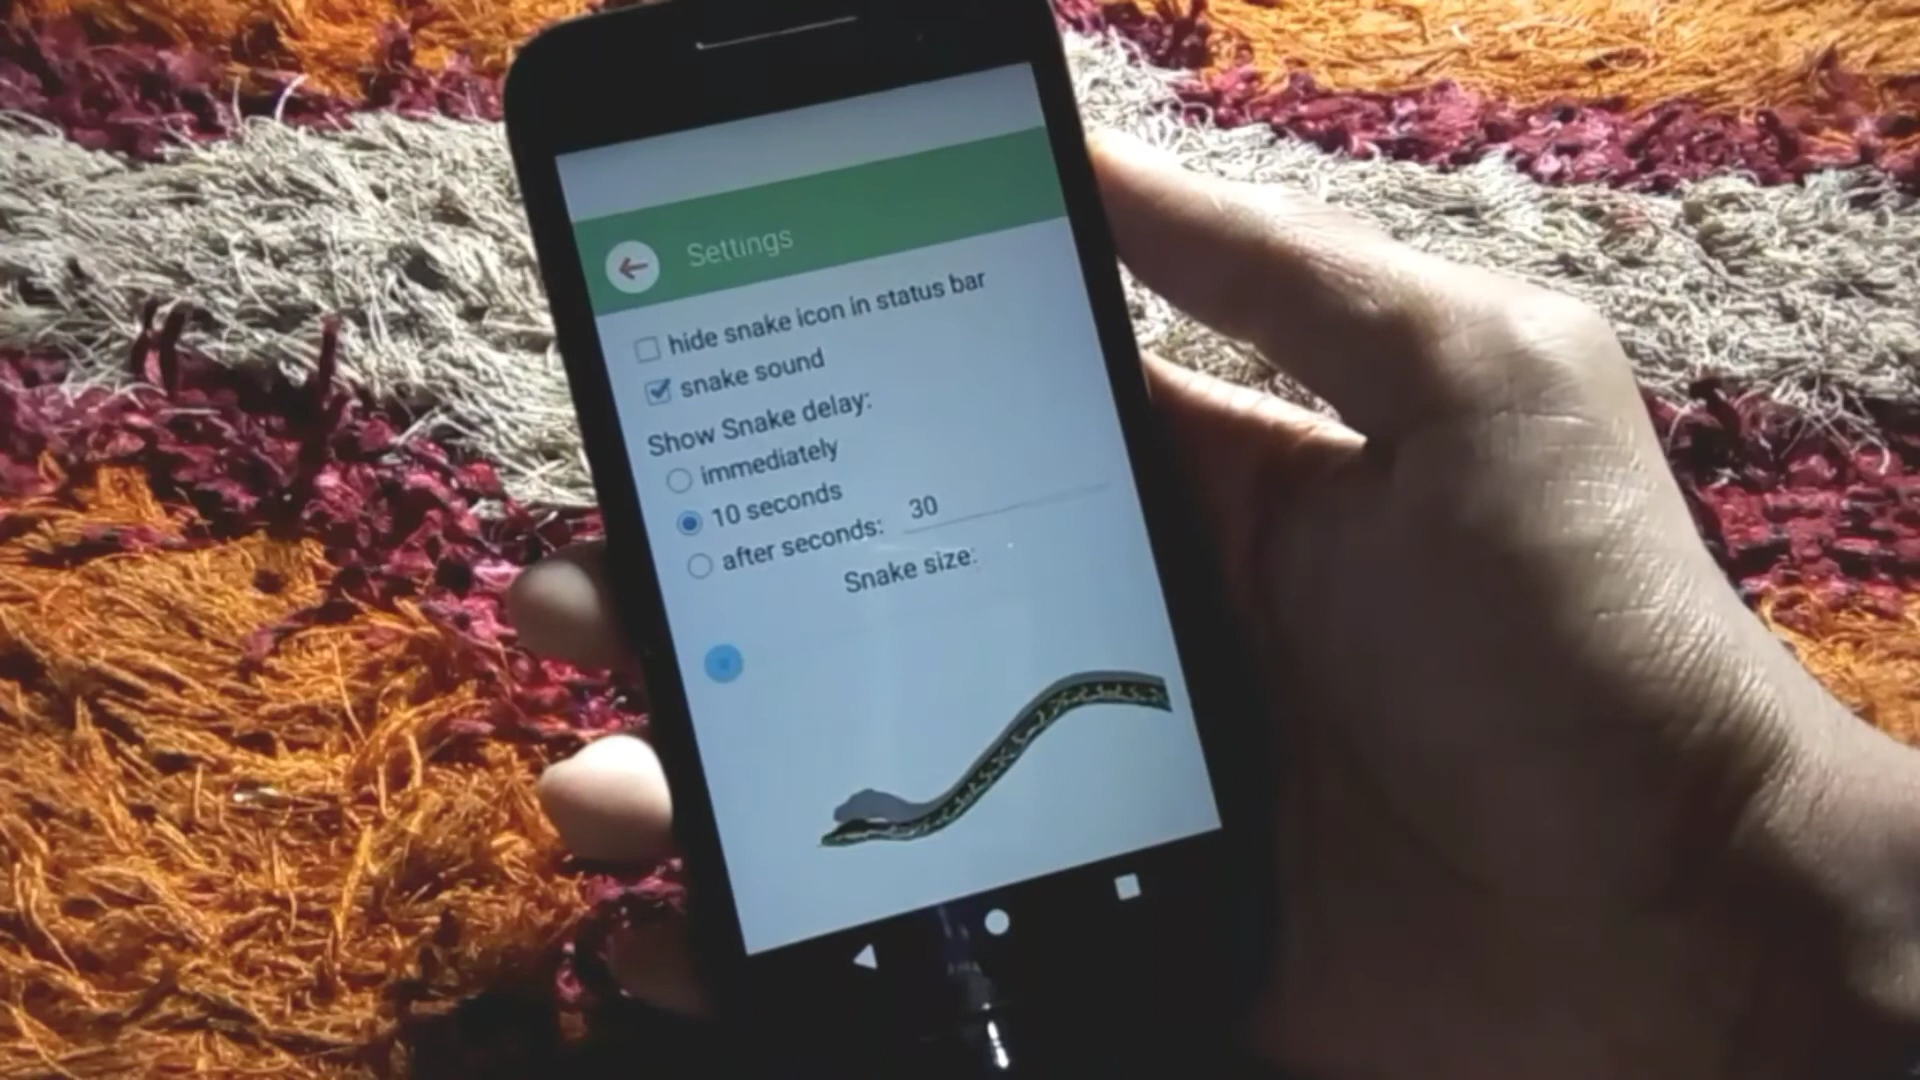 Settings
hide snake icon in status bar
snake sound
Show Snake delay:
immediately
10 seconds
after seconds: 30
Snake size: